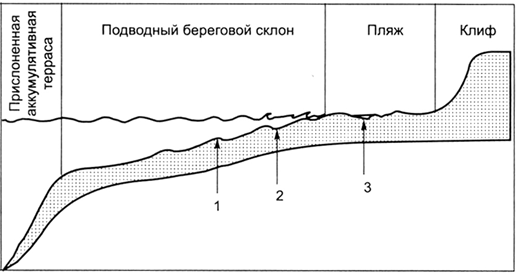 Прислоненная
аккумулятивная
терраса
Подводный береговой склон
Пляж
Клиф
1
2
3